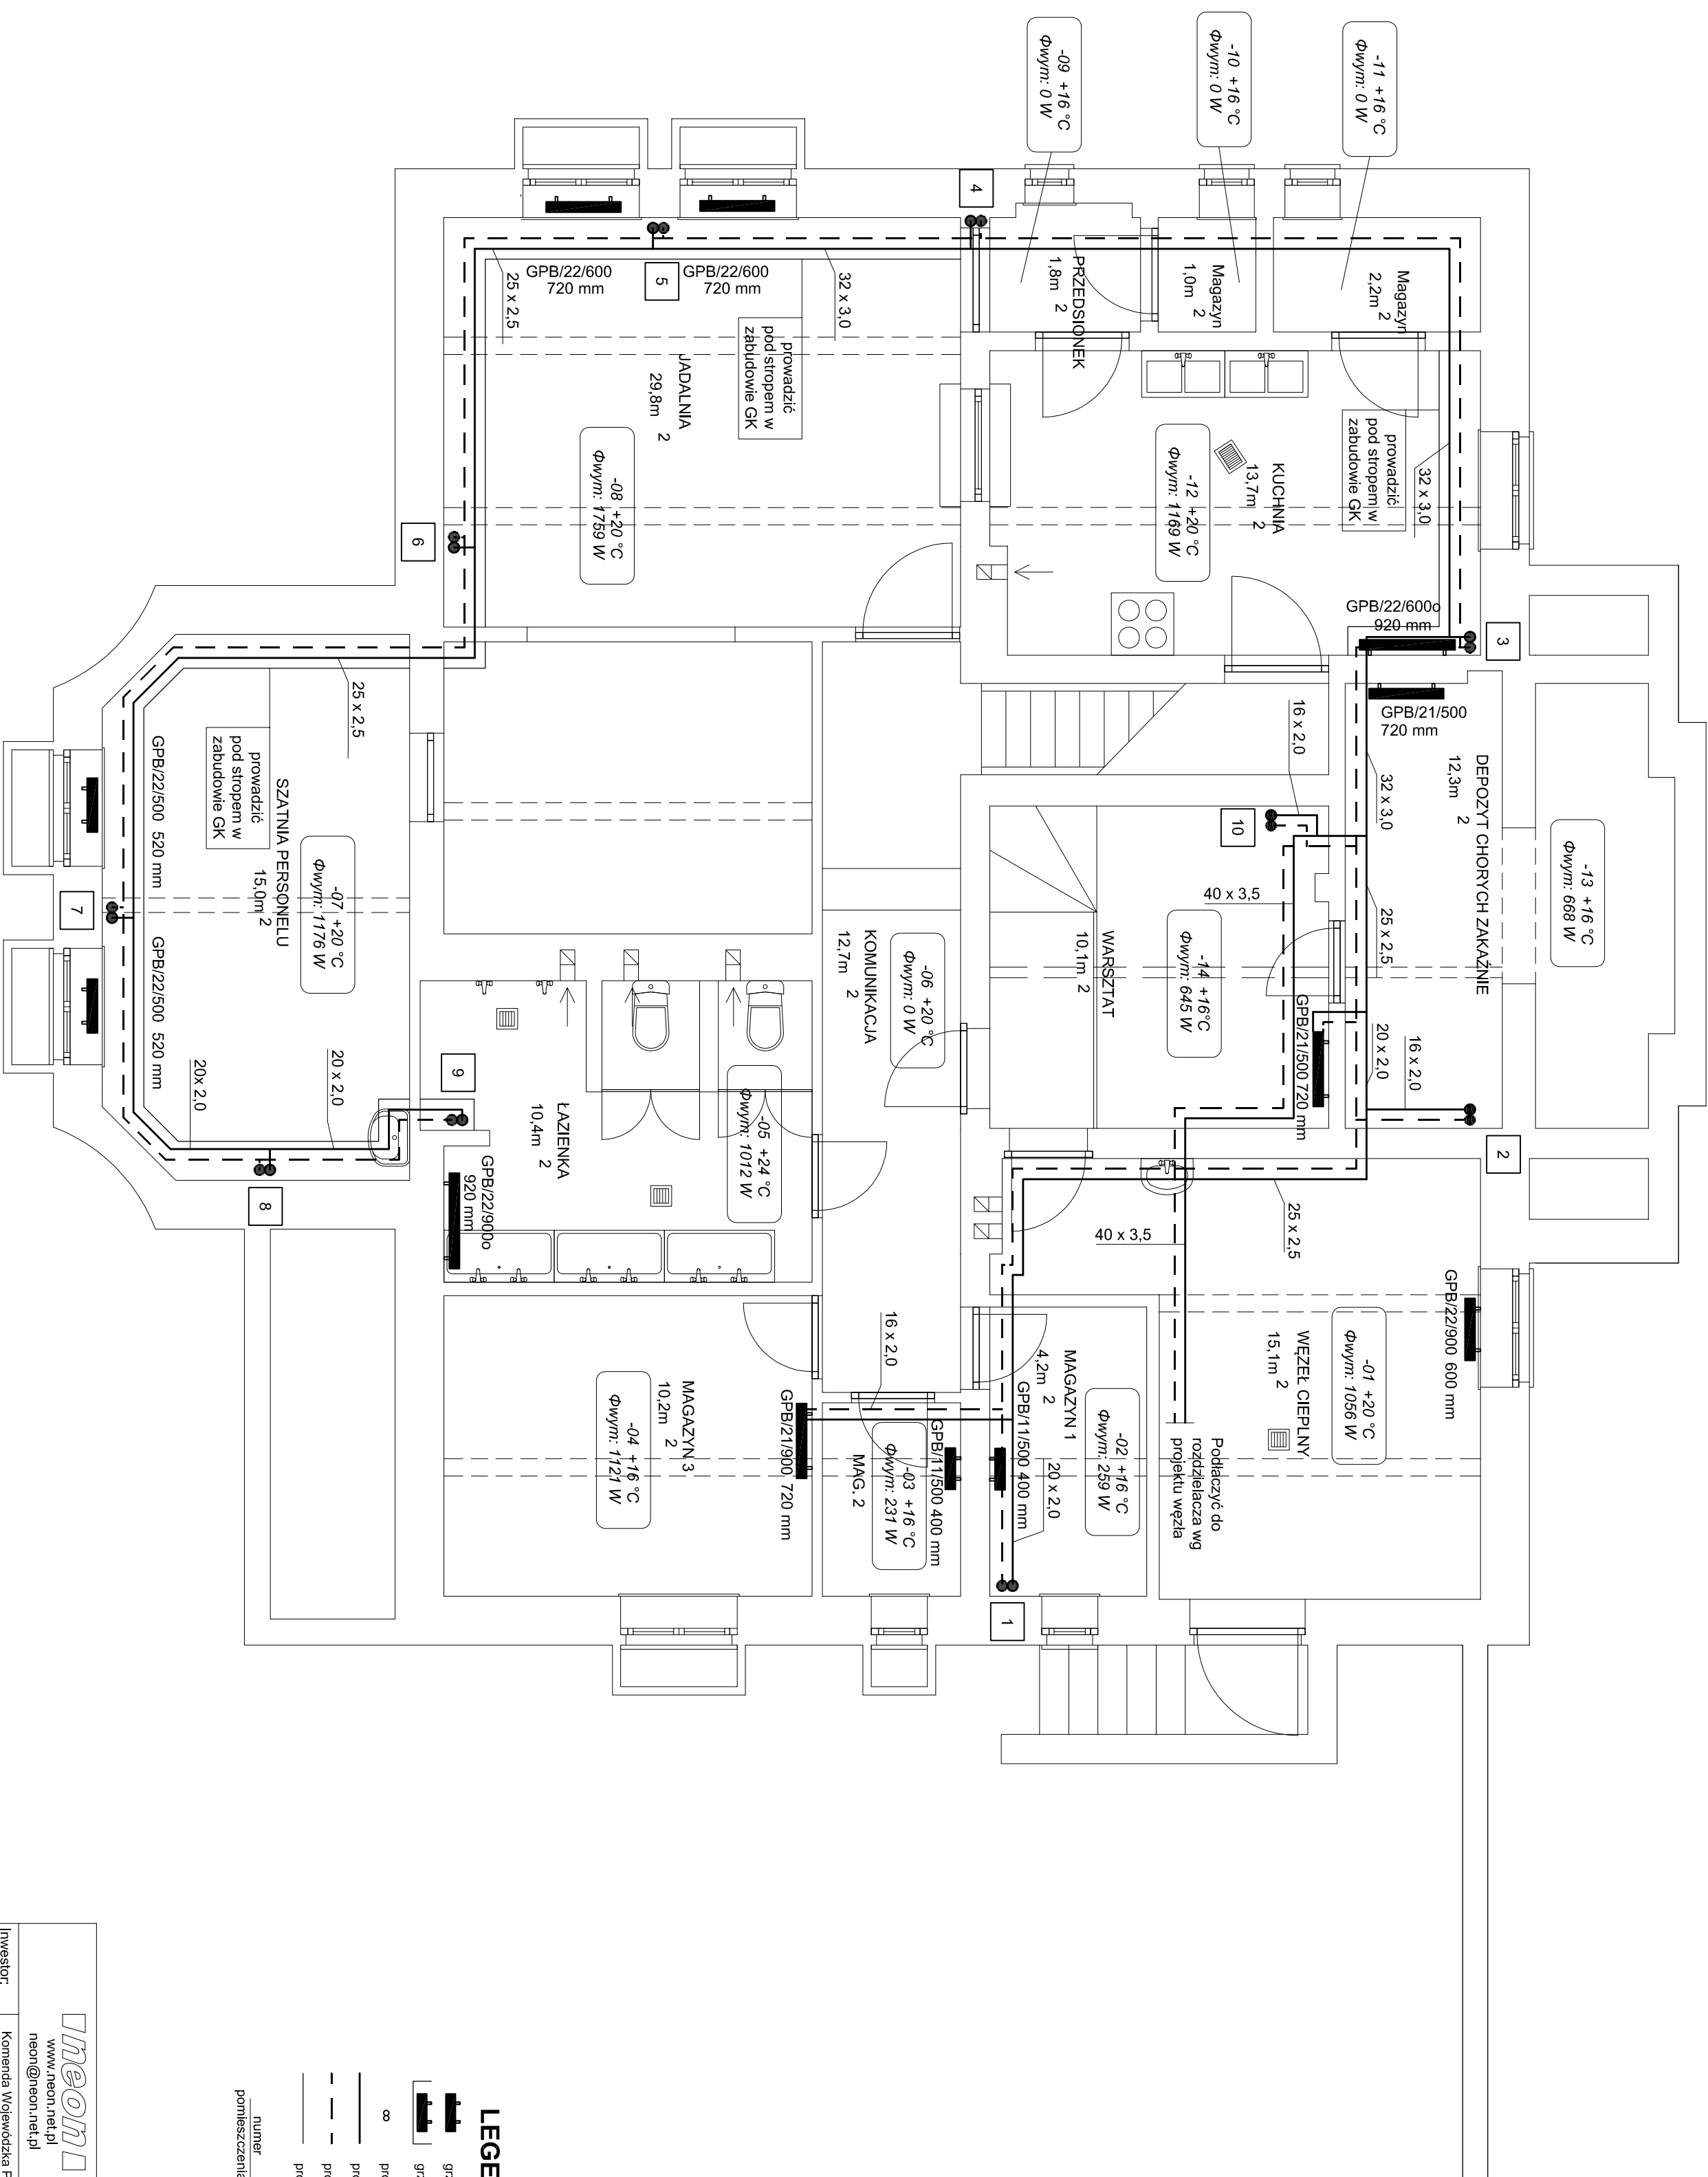 -11 +16 °C
Φwym: 0 W
-10 +16 °C
Φwym: 0 W
-09 +16 °C
Φwym: 0 W
4
Magazyn
2,2m 2
Magazyn
1,0m 2
PRZEDSIONEK
1,8m 2
32 x 3,0
GPB/22/600
720 mm
5
GPB/22/600
720 mm
25 x 2,5
prowadzić
pod stropem w
zabudowie GK
JADALNIA
29,8m 2
-08 +20 °C
Φwym: 1759 W
6
prowadzić
pod stropem w
zabudowie GK
32 x 3,0
KUCHNIA
13,7m 2
-12 +20 °C
Φwym: 1169 W
GPB/22/600o
920 mm
3
GPB/21/500
720 mm
16 x 2,0
32 x 3,0
DEPOZYT CHORYCH ZAKAŹNIE
12,3m 2
-13 +16 °C
Φwym: 668 W
10
40 x 3,5
25 x 2,5
-14 +16°C
Φwym: 645 W
WARSZTAT
10,1m 2
GPB/21/500 720 mm
20 x 2,0
16 x 2,0
2
25 x 2,5
prowadzić
pod stropem w
zabudowie GK
SZATNIA PERSONELU
15,0m 2
-07 +20 °C
Φwym: 1176 W
GPB/22/500 520 mm
7
GPB/22/500 520 mm
20x 2,0
20 x 2,0
8
9
-06 +20 °C
Φwym: 0 W
KOMUNIKACJA
12,7m 2
-05 +24 °C
Φwym: 1012 W
ŁAZIENKA
10,4m 2
GPB/22/900o
920 mm
25 x 2,5
40 x 3,5
GPB/22/900 600 mm
-01 +20 °C
Φwym: 1056 W
WĘZEŁ CIEPLNY
15,1m 2
Podłączyć do
rozdzielacza wg
projektu węzła
16 x 2,0
MAGAZYN 1
4,2m 2
-02 +16 °C
Φwym: 259 W
GPB/11/500 400 mm
20 x 2,0
1
GPB/11/500 400 mm
-03 +16 °C
Φwym: 231 W
MAG. 2
GPB/21/900 720 mm
MAGAZYN 3
10,2m 2
-04 +16 °C
Φwym: 1121 W
LEGE
numer
pomieszczenia
neon
www.neon.net.pl
neon@neon.net.pl
Inwestor:
Komenda Wojewódzka P